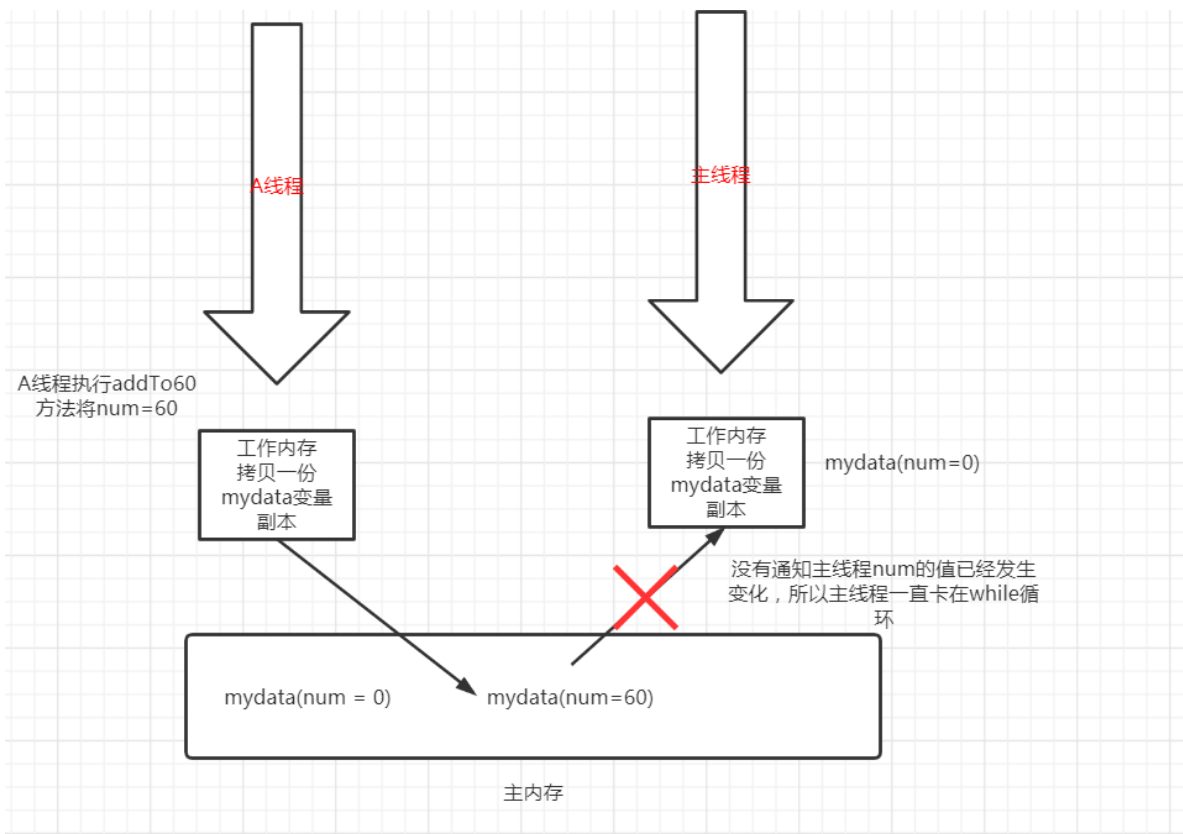 A线程
主线程
A线程执行addTo60
方法将num=60
工作内存
拷贝一份
mydata变量
副本
工作内存
拷贝一份
mydata变量
副本
mydata(num=0)
没有通知主线程num的值已经发生
变化，所以主线程一直卡在while循
环
mydata(num = 0)
mydata(num=60)
主内存